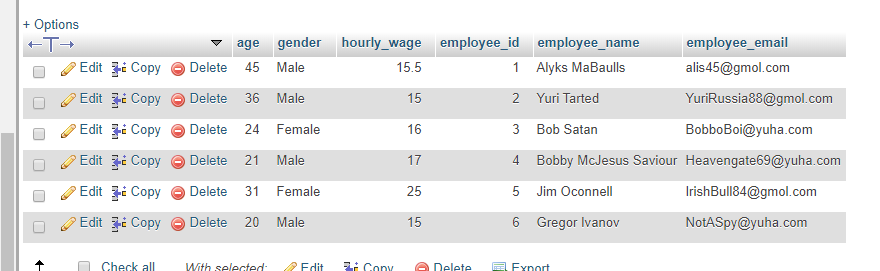 + Options
←T→ age gender hourly_wage employee_id employee_name employee_email
Edit Copy Delete 45 Male 15.5 1 Alyks MaBaulls alis45@gmol.com
Edit Copy Delete 36 Male 15 2 Yuri Tarted YuriRussia88@gmol.com
Edit Copy Delete 24 Female 16 3 Bob Satan BobboBoi@yuha.com
Edit Copy Delete 21 Male 17 4 Bobby McJesus Saviour Heavengate69@yuha.com
Edit Copy Delete 31 Female 25 5 Jim Oconnell IrishBull84@gmol.com
Edit Copy Delete 20 Male 15 6 Gregor Ivanov NotASpy@yuha.com
Check all With selected: Edit Copy Delete Export